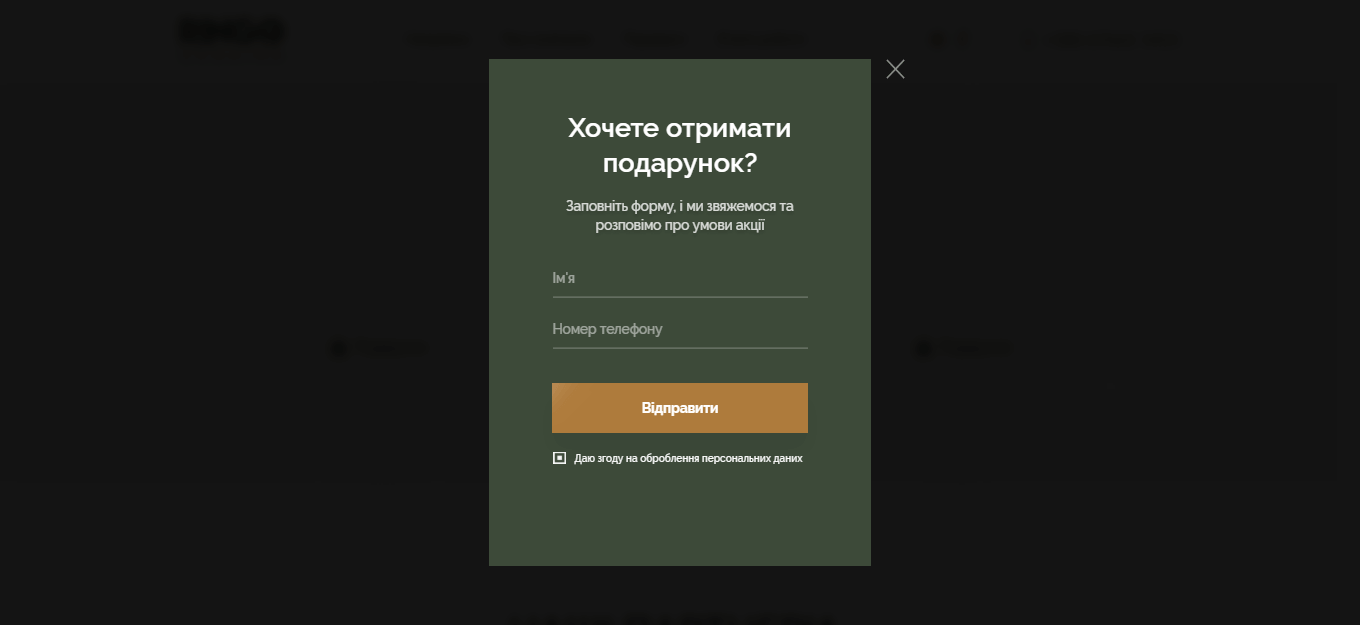 Хочете отримати
подарунок?
Заповніть форму, і ми звяжемося та
розповімо про умови акції
Ім'я
Номер телефону
Відправити
Даю згоду на оброблення персональних даних